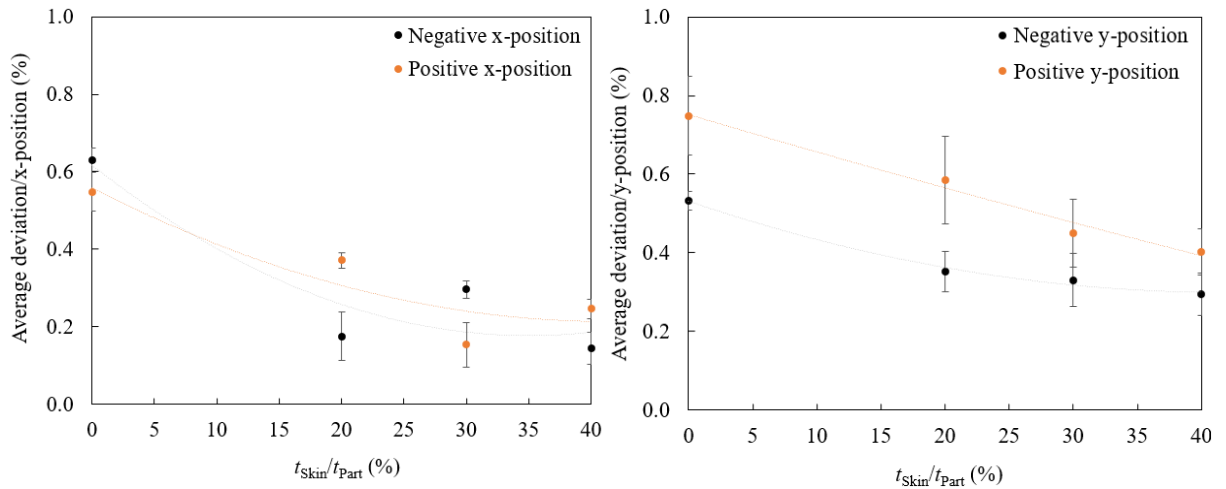 Average deviation/x-position (%)
1.0
0.8
0.6
0.4
0.2
0.0
Negative x-position
Positive x-position
0 5 10 15 20 25 30 35 40
tSkin/tPart (%)
Average deviation/y-position (%)
1.0
0.8
0.6
0.4
0.2
0.0
Negative y-position
Positive y-position
0 5 10 15 20 25 30 35 40
tSkin/tPart (%)